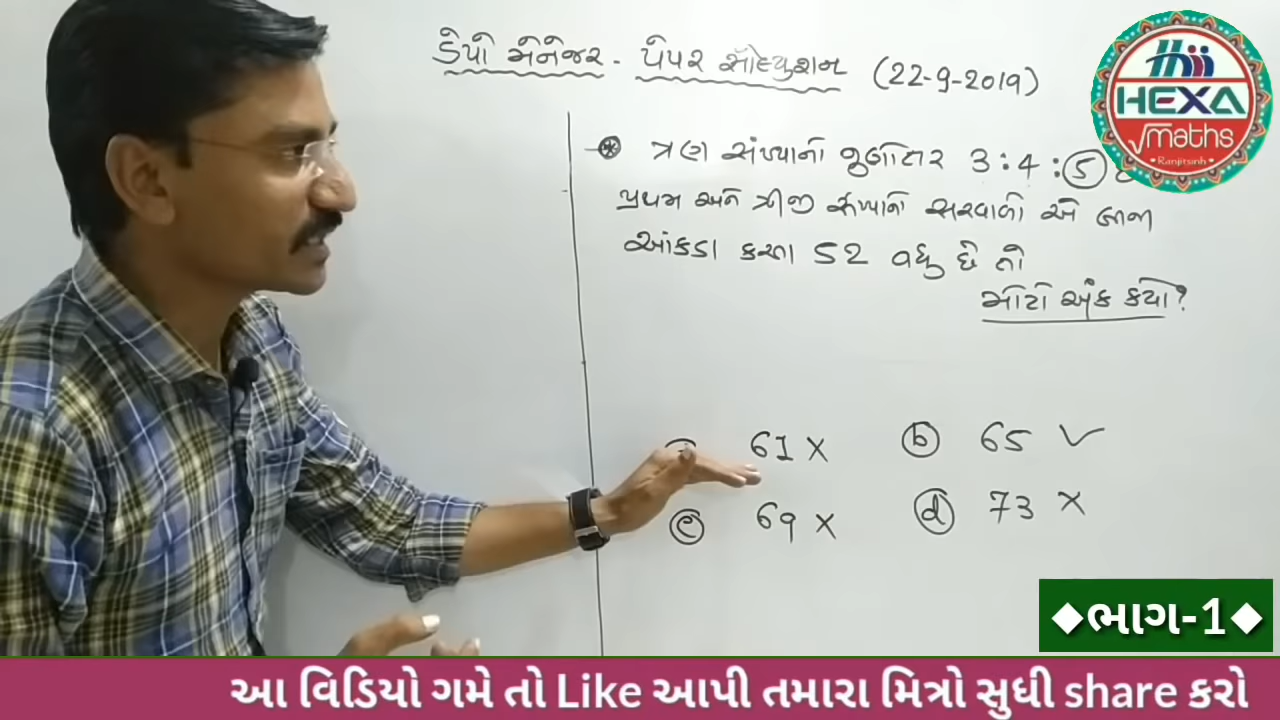 ડેપો મેનેજર - પેપર સોલ્યુશન (22-9-2019)
HEXA
√maths
• Ranjitsinh •
* ત્રણ સંખ્યાનો ગુણોત્તર 3 : 4 : 5
પ્રથમ અને ત્રીજી સંખ્યાનો સરવાળો એ
આંકડા કરતા 52 વધુ છે તો
મોટો અંક કયો?
61 X
b 65 ✓
c 69 X
d 73 X
◆ભાગ-1◆
આ વિડિયો ગમે તો Like આપી તમારા મિત્રો સુધી share કરો